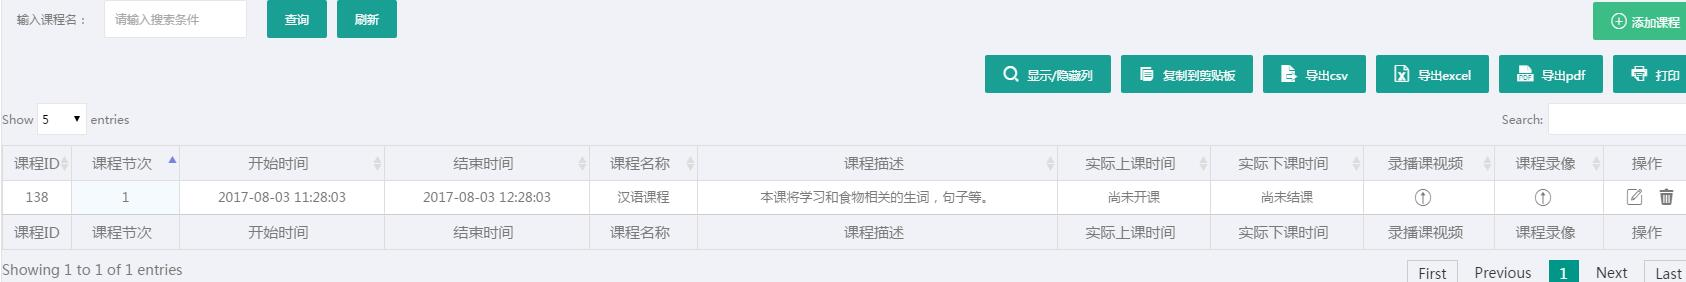 输入课程名： 请输入搜索条件 查询 刷新 添加课程
显示/隐藏列 复制到剪贴板 导出csv 导出excel 导出pdf 打印
Show 5 entries Search:
课程ID 课程节次 开始时间 结束时间 课程名称 课程描述 实际上课时间 实际下课时间 录播课视频 课程录像 操作
138 1 2017-08-03 11:28:03 2017-08-03 12:28:03 汉语课程 本课将学习和食物相关的生词，句子等。 尚未开课 尚未结课
课程ID 课程节次 开始时间 结束时间 课程名称 课程描述 实际上课时间 实际下课时间 录播课视频 课程录像 操作
Showing 1 to 1 of 1 entries First Previous 1 Next Last